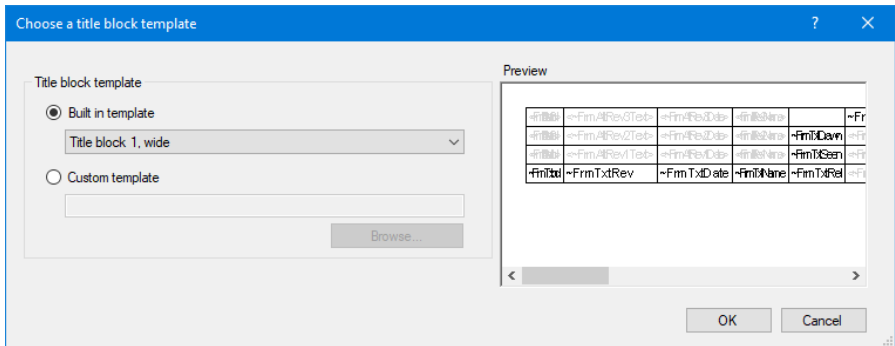 Choose a title block template
Title block template
Built in template
Title block 1, wide
Custom template
Browse...
Preview
<~FrmAltRev3Text> <~FrmAltRev3Date>
~Fr
<~FrmAltRev2Text> <~FrmAltRev2Date> ~FrmTxtDawn
<~FrmAltRev1Text> <~FrmAltRev1Date> ~FrmTxtSeen
~FrmTxtRev ~FrmTxtDate ~FrmTxtName ~FrmTxtRel
OK Cancel